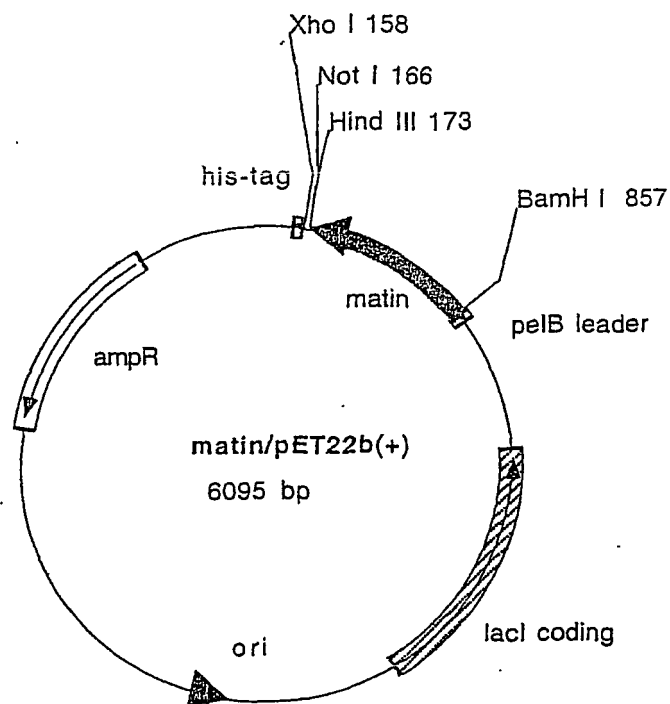 Xho I 158
Not I 166
Hind III 173
his-tag
BamH I 857
matin
pelB leader
ampR
matin/pET22b(+)
6095 bp
lacI coding
ori